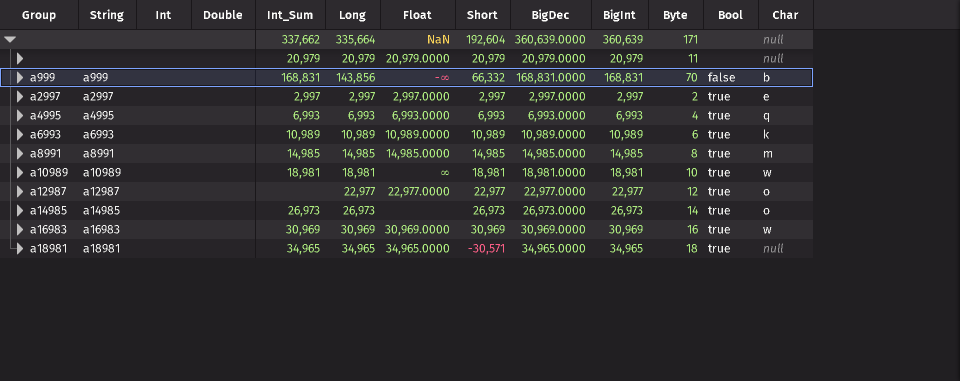 Group String Int Double Int_Sum Long Float Short BigDec BigInt Byte Bool Char
337,662 335,664 NaN 192,604 360,639.0000 360,639 171 null
20,979 20,979 20,979.0000 20,979 20,979.0000 20,979 11 null
a999 a999 168,831 143,856 -∞ 66,332 168,831.0000 168,831 70 false b
a2997 a2997 2,997 2,997 2,997.0000 2,997 2,997.0000 2,997 2 true e
a4995 a4995 6,993 6,993 6,993.0000 6,993 6,993.0000 6,993 4 true q
a6993 a6993 10,989 10,989 10,989.0000 10,989 10,989.0000 10,989 6 true k
a8991 a8991 14,985 14,985 14,985.0000 14,985 14,985.0000 14,985 8 true m
a10989 a10989 18,981 18,981 ∞ 18,981 18,981.0000 18,981 10 true w
a12987 a12987 22,977 22,977.0000 22,977 22,977.0000 22,977 12 true o
a14985 a14985 26,973 26,973 26,973 26,973.0000 26,973 14 true o
a16983 a16983 30,969 30,969 30,969.0000 30,969 30,969.0000 30,969 16 true w
a18981 a18981 34,965 34,965 34,965.0000 -30,571 34,965.0000 34,965 18 true null